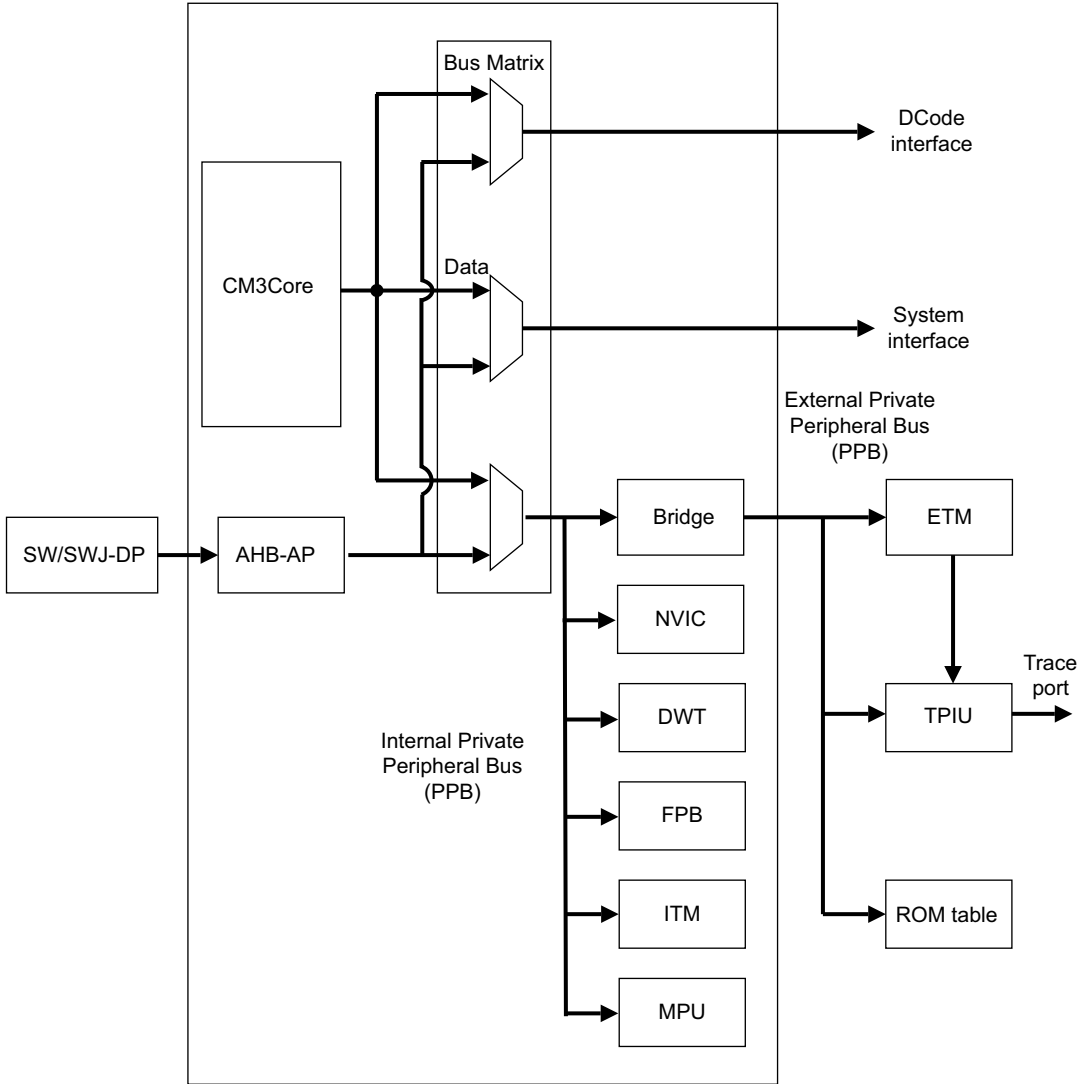 Bus Matrix
DCode
interface
CM3Core
Data
System
interface
External Private
Peripheral Bus
(PPB)
SW/SWJ-DP
AHB-AP
Bridge
ETM
NVIC
Trace
port
DWT
TPIU
Internal Private
Peripheral Bus
(PPB)
FPB
ITM
ROM table
MPU